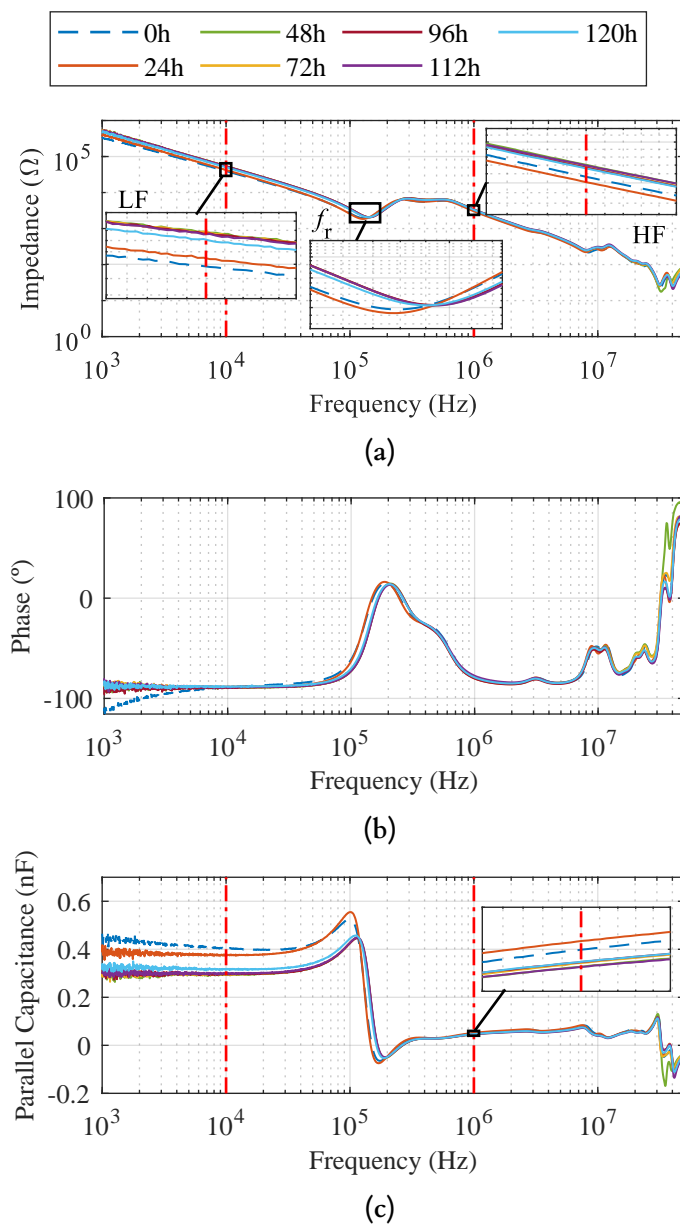 0h 48h 96h 120h
24h 72h 112h
Impedance (Ω)
10^5
10^0
LF
f_r
HF
10^3 10^4 10^5 10^6 10^7
Frequency (Hz)
(a)
Phase (º)
100
0
-100
10^3 10^4 10^5 10^6 10^7
Frequency (Hz)
(b)
Parallel Capacitance (nF)
0.6
0.4
0.2
0
-0.2
10^3 10^4 10^5 10^6 10^7
Frequency (Hz)
(c)